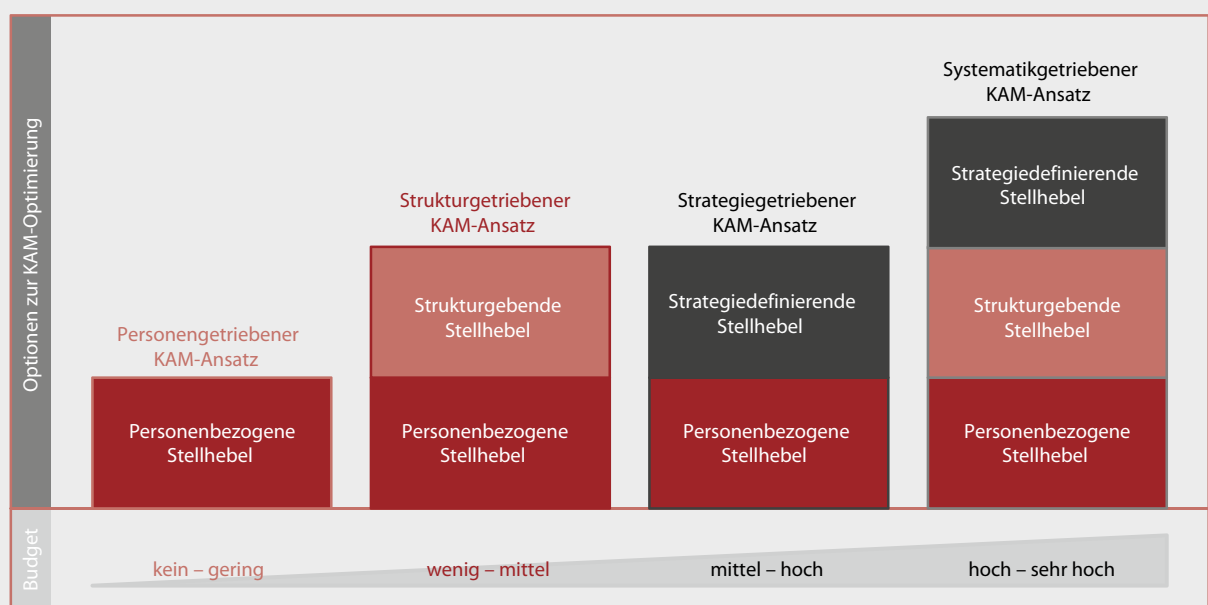 Optionen zur KAM-Optimierung
Personengetriebener
KAM-Ansatz
Personenbezogene
Stellhebel
Strukturgetriebener
KAM-Ansatz
Strukturgebende
Stellhebel
Personenbezogene
Stellhebel
Strategiegetriebener
KAM-Ansatz
Strategiedefinierende
Stellhebel
Personenbezogene
Stellhebel
Systematikgetriebener
KAM-Ansatz
Strategiedefinierende
Stellhebel
Strukturgebende
Stellhebel
Personenbezogene
Stellhebel
Budget
kein – gering
wenig – mittel
mittel – hoch
hoch – sehr hoch